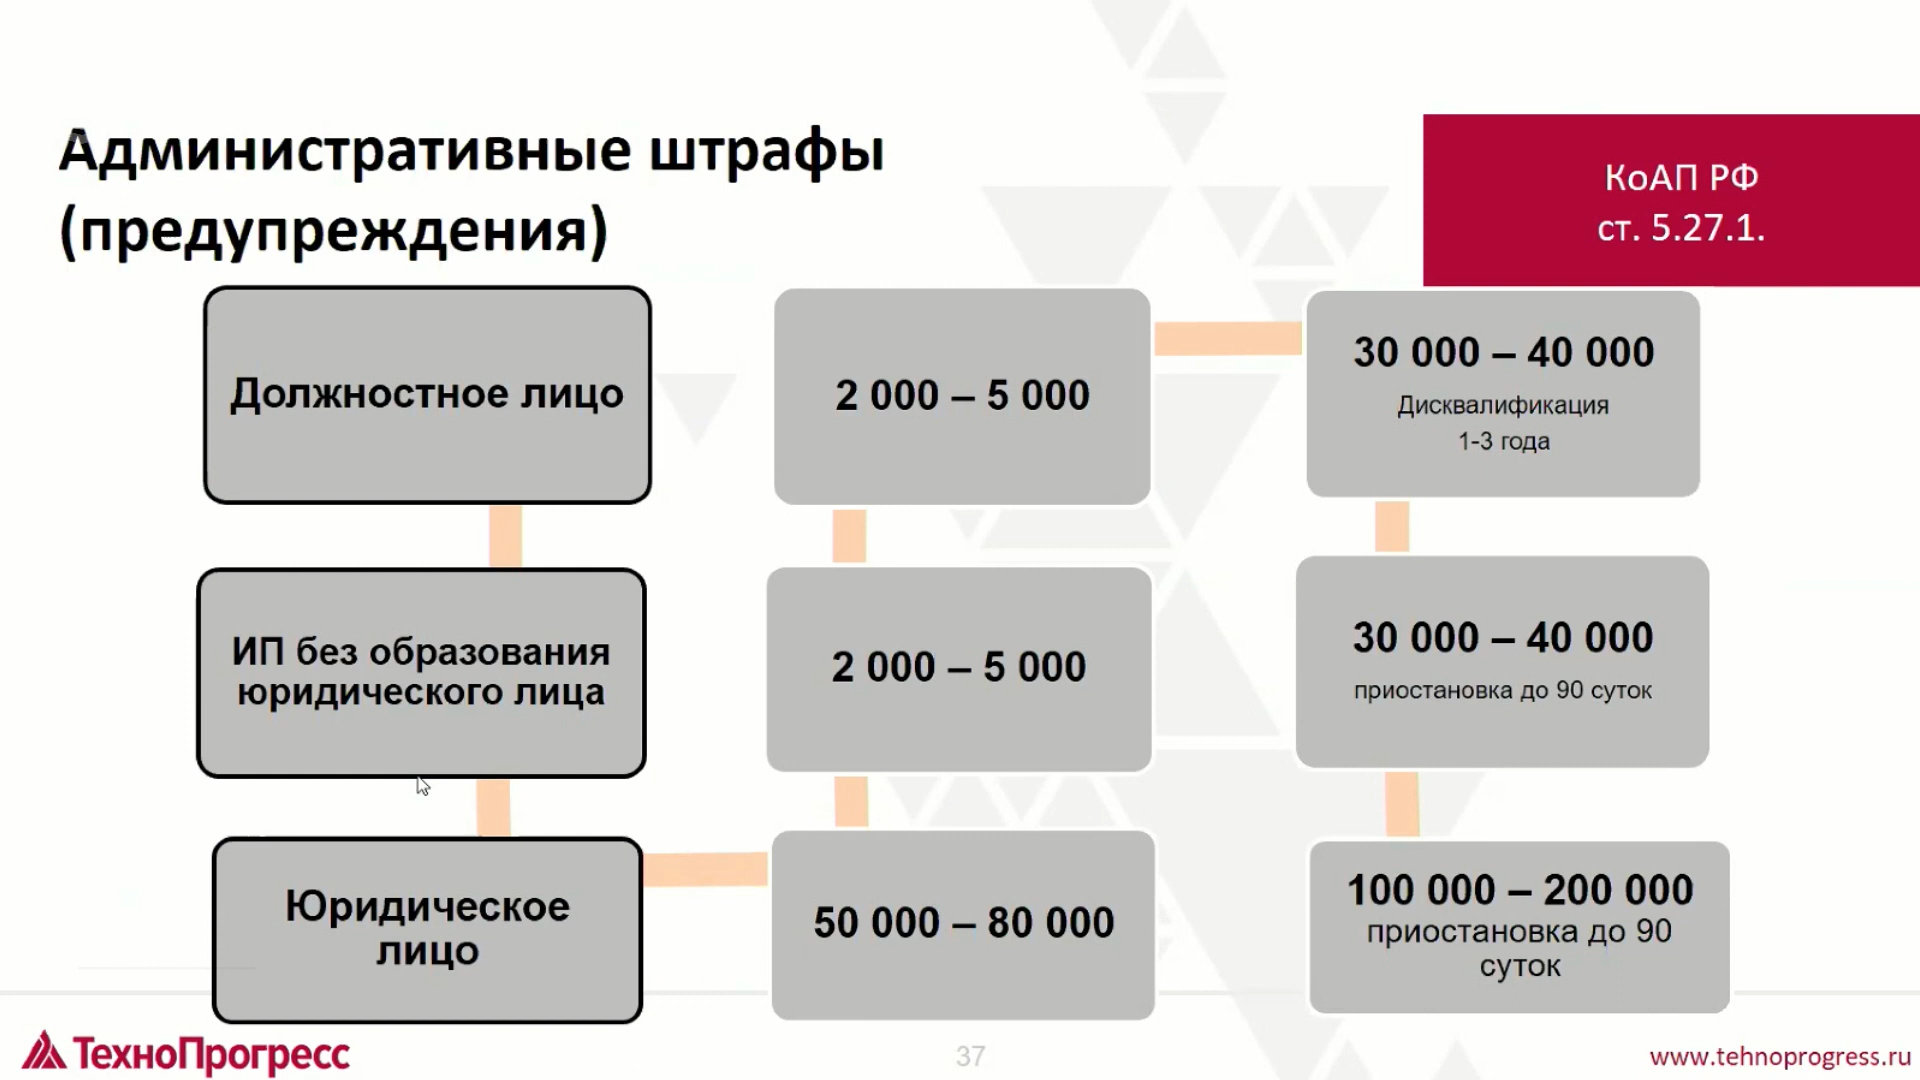 Административные штрафы
(предупреждения)
КоАП РФ
ст. 5.27.1.
Должностное лицо
2 000 – 5 000
30 000 – 40 000
Дисквалификация
1-3 года
ИП без образования
юридического лица
2 000 – 5 000
30 000 – 40 000
приостановка до 90 суток
Юридическое
лицо
50 000 – 80 000
100 000 – 200 000
приостановка до 90
суток
ТехноПрогресс
37
www.tehnoprogress.ru